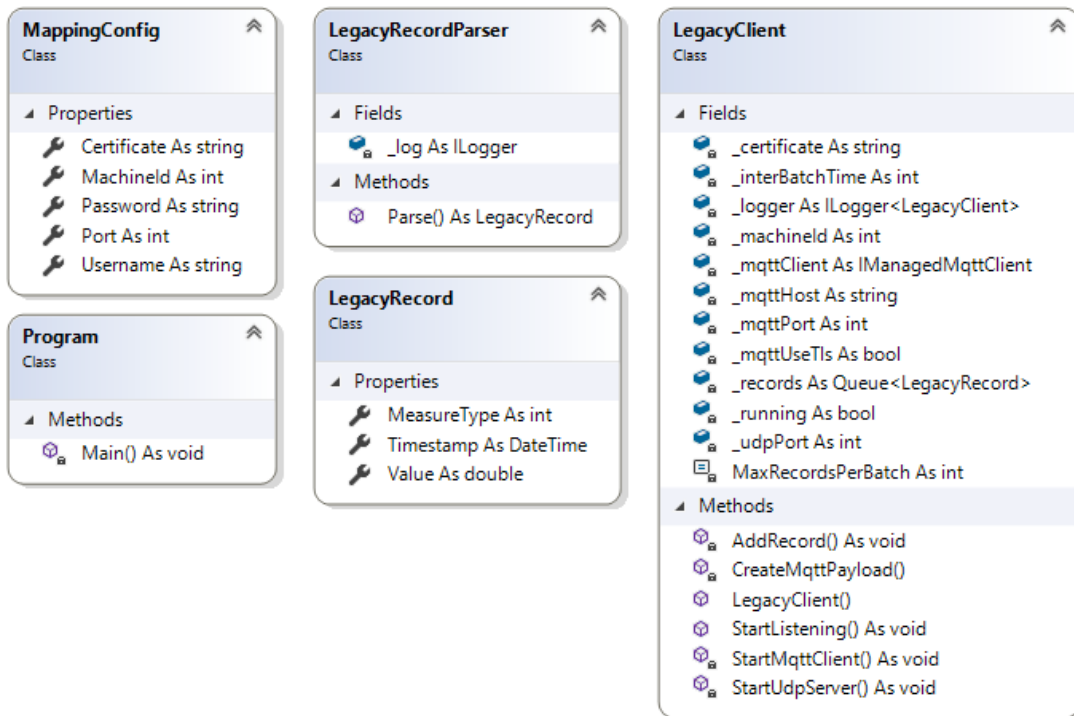 MappingConfig
Class
Properties
Certificate As string
MachineId As int
Password As string
Port As int
Username As string
Program
Class
Methods
Main() As void
LegacyRecordParser
Class
Fields
_log As ILogger
Methods
Parse() As LegacyRecord
LegacyRecord
Class
Properties
MeasureType As int
Timestamp As DateTime
Value As double
LegacyClient
Class
Fields
_certificate As string
_interBatchTime As int
_logger As ILogger<LegacyClient>
_machineId As int
_mqttClient As IManagedMqttClient
_mqttHost As string
_mqttPort As int
_mqttUseTls As bool
_records As Queue<LegacyRecord>
_running As bool
_udpPort As int
MaxRecordsPerBatch As int
Methods
AddRecord() As void
CreateMqttPayload()
LegacyClient()
StartListening() As void
StartMqttClient() As void
StartUdpServer() As void